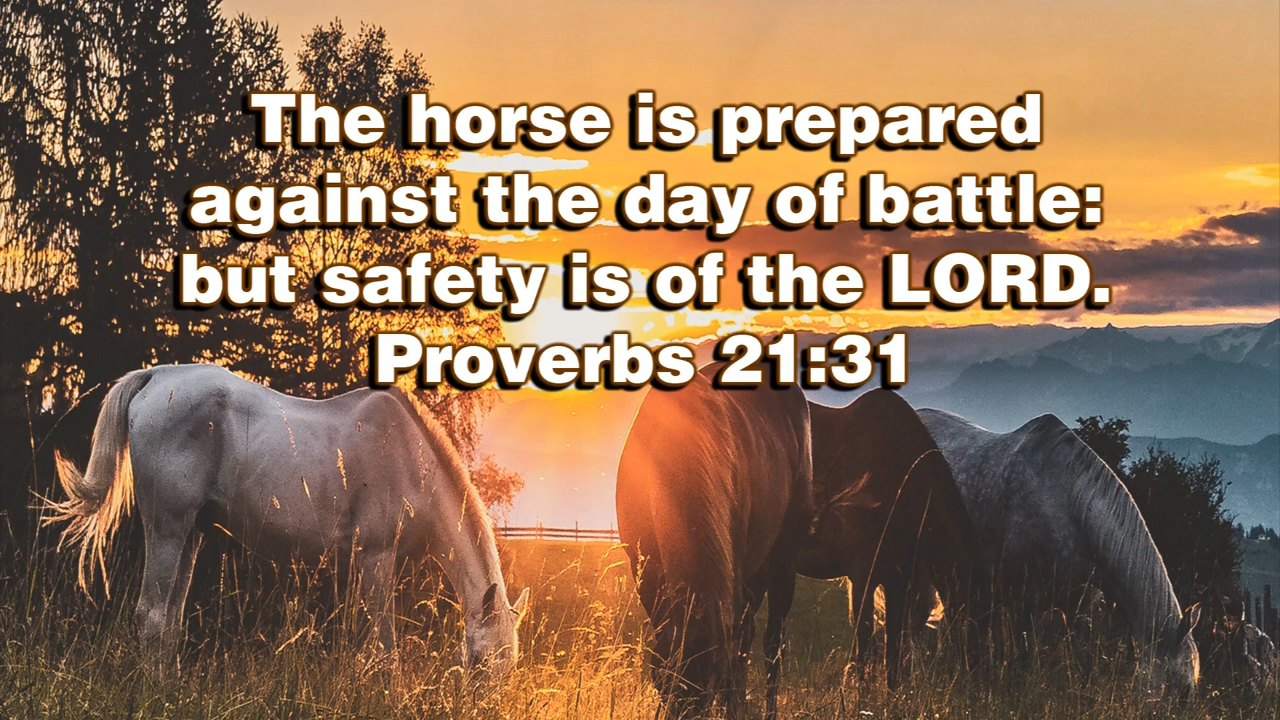 The horse is prepared
against the day of battle:
but safety is of the LORD.
Proverbs 21:31